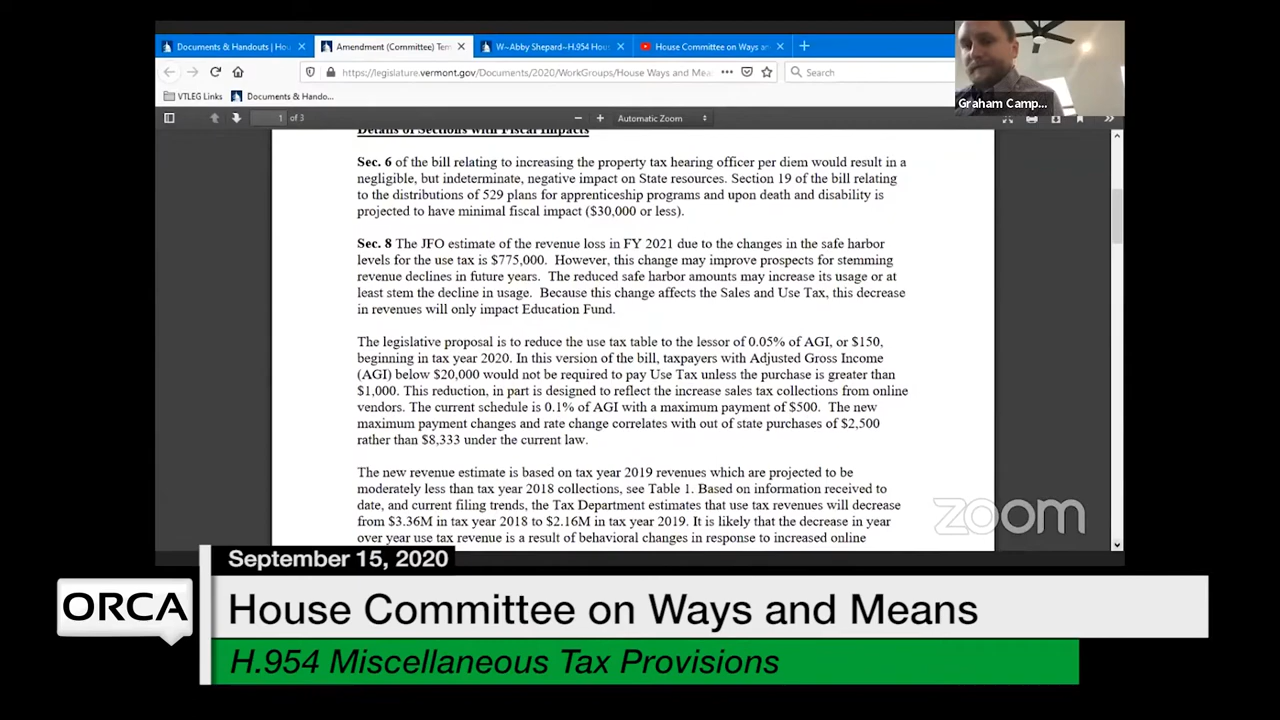 Documents & Handouts | Hou
Amendment (Committee) Tem
W~Abby Shepard~H.954 Hous
House Committee on Ways and
https://legislature.vermont.gov/Documents/2020/WorkGroups/House Ways and Me
Search
VTLEG Links
Documents & Hando...
Graham Camp...
1 of 3
Automatic Zoom
Details of Sections with Fiscal Impacts
Sec. 6 of the bill relating to increasing the property tax hearing officer per diem would result in a
negligible, but indeterminate, negative impact on State resources. Section 19 of the bill relating
to the distributions of 529 plans for apprenticeship programs and upon death and disability is
projected to have minimal fiscal impact ($30,000 or less).
Sec. 8 The JFO estimate of the revenue loss in FY 2021 due to the changes in the safe harbor
levels for the use tax is $775,000. However, this change may improve prospects for stemming
revenue declines in future years. The reduced safe harbor amounts may increase its usage or at
least stem the decline in usage. Because this change affects the Sales and Use Tax, this decrease
in revenues will only impact Education Fund.
The legislative proposal is to reduce the use tax table to the lessor of 0.05% of AGI, or $150,
beginning in tax year 2020. In this version of the bill, taxpayers with Adjusted Gross Income
(AGI) below $20,000 would not be required to pay Use Tax unless the purchase is greater than
$1,000. This reduction, in part is designed to reflect the increase sales tax collections from online
vendors. The current schedule is 0.1% of AGI with a maximum payment of $500. The new
maximum payment changes and rate change correlates with out of state purchases of $2,500
rather than $8,333 under the current law.
The new revenue estimate is based on tax year 2019 revenues which are projected to be
moderately less than tax year 2018 collections, see Table 1. Based on information received to
date, and current filing trends, the Tax Department estimates that use tax revenues will decrease
from $3.36M in tax year 2018 to $2.16M in tax year 2019. It is likely that the decrease in year
over year use tax revenue is a result of behavioral changes in response to increased online
zoom
September 15, 2020
ORCA
House Committee on Ways and Means
H.954 Miscellaneous Tax Provisions